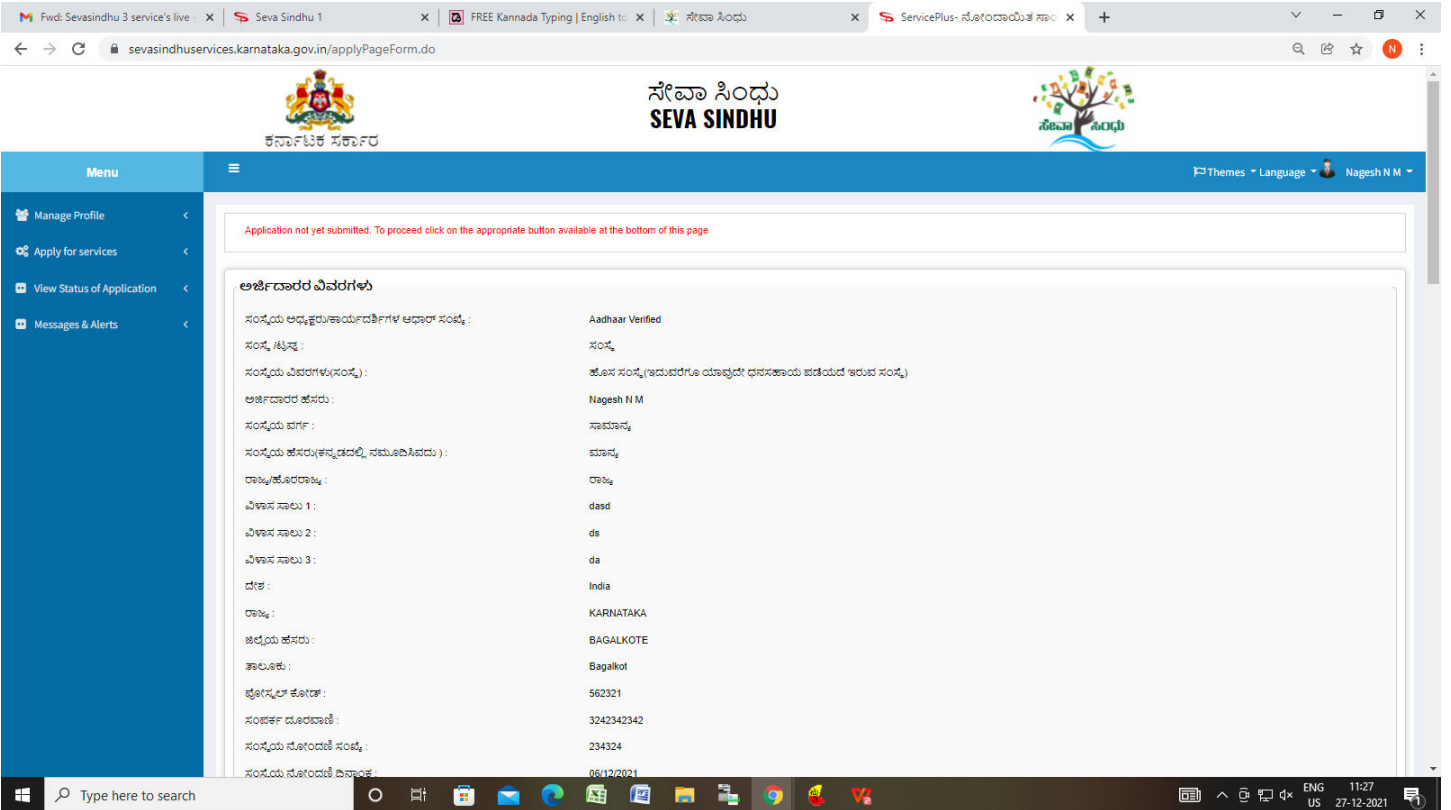 Fwd: Sevasindhu 3 service's live -
Seva Sindhu 1
FREE Kannada Typing | English to
ಸೇವಾ ಸಿಂಧು
ServicePlus- ನೋಂದಾಯಿತ ಸಾಂ
sevasindhuservices.karnataka.gov.in/applyPageForm.do
N
ಕರ್ನಾಟಕ ಸರ್ಕಾರ
ಸೇವಾ ಸಿಂಧು
SEVA SINDHU
ಸೇವಾ ಸಿಂಧು
Menu
Themes Language Nagesh N M
Manage Profile
Apply for services
View Status of Application
Messages & Alerts
Application not yet submitted. To proceed click on the appropriate button available at the bottom of this page
ಅರ್ಜಿದಾರರ ವಿವರಗಳು
ಸಂಸ್ಥೆಯ ಅಧ್ಯಕ್ಷರು/ಕಾರ್ಯದರ್ಶಿಗಳ ಆಧಾರ್ ಸಂಖ್ಯೆ : Aadhaar Verified
ಸಂಸ್ಥೆ /ಟ್ರಸ್ಟ್ : ಸಂಸ್ಥೆ
ಸಂಸ್ಥೆಯ ವಿವರಗಳು(ಸಂಸ್ಥೆ) : ಹೊಸ ಸಂಸ್ಥೆ(ಇದುವರೆಗೂ ಯಾವುದೇ ಧನಸಹಾಯ ಪಡೆಯದೆ ಇರುವ ಸಂಸ್ಥೆ)
ಅರ್ಜಿದಾರರ ಹೆಸರು : Nagesh N M
ಸಂಸ್ಥೆಯ ವರ್ಗ : ಸಾಮಾನ್ಯ
ಸಂಸ್ಥೆಯ ಹೆಸರು(ಕನ್ನಡದಲ್ಲಿ ನಮೂದಿಸಿವದು ) : ಮಾನ್ಯ
ರಾಜ್ಯ/ಹೊರರಾಜ್ಯ : ರಾಜ್ಯ
ವಿಳಾಸ ಸಾಲು 1 : dasd
ವಿಳಾಸ ಸಾಲು 2 : ds
ವಿಳಾಸ ಸಾಲು 3 : da
ದೇಶ : India
ರಾಜ್ಯ : KARNATAKA
ಜಿಲ್ಲೆಯ ಹೆಸರು : BAGALKOTE
ತಾಲೂಕು : Bagalkot
ಪೋಸ್ಟಲ್ ಕೋಡ್ : 562321
ಸಂಪರ್ಕ ದೂರವಾಣಿ : 3242342342
ಸಂಸ್ಥೆಯ ನೋಂದಣಿ ಸಂಖ್ಯೆ : 234324
ಸಂಸ್ಥೆಯ ನೋಂದಣಿ ದಿನಾಂಕ : 06/12/2021
Type here to search
ENG 11:27
US 27-12-2021
1